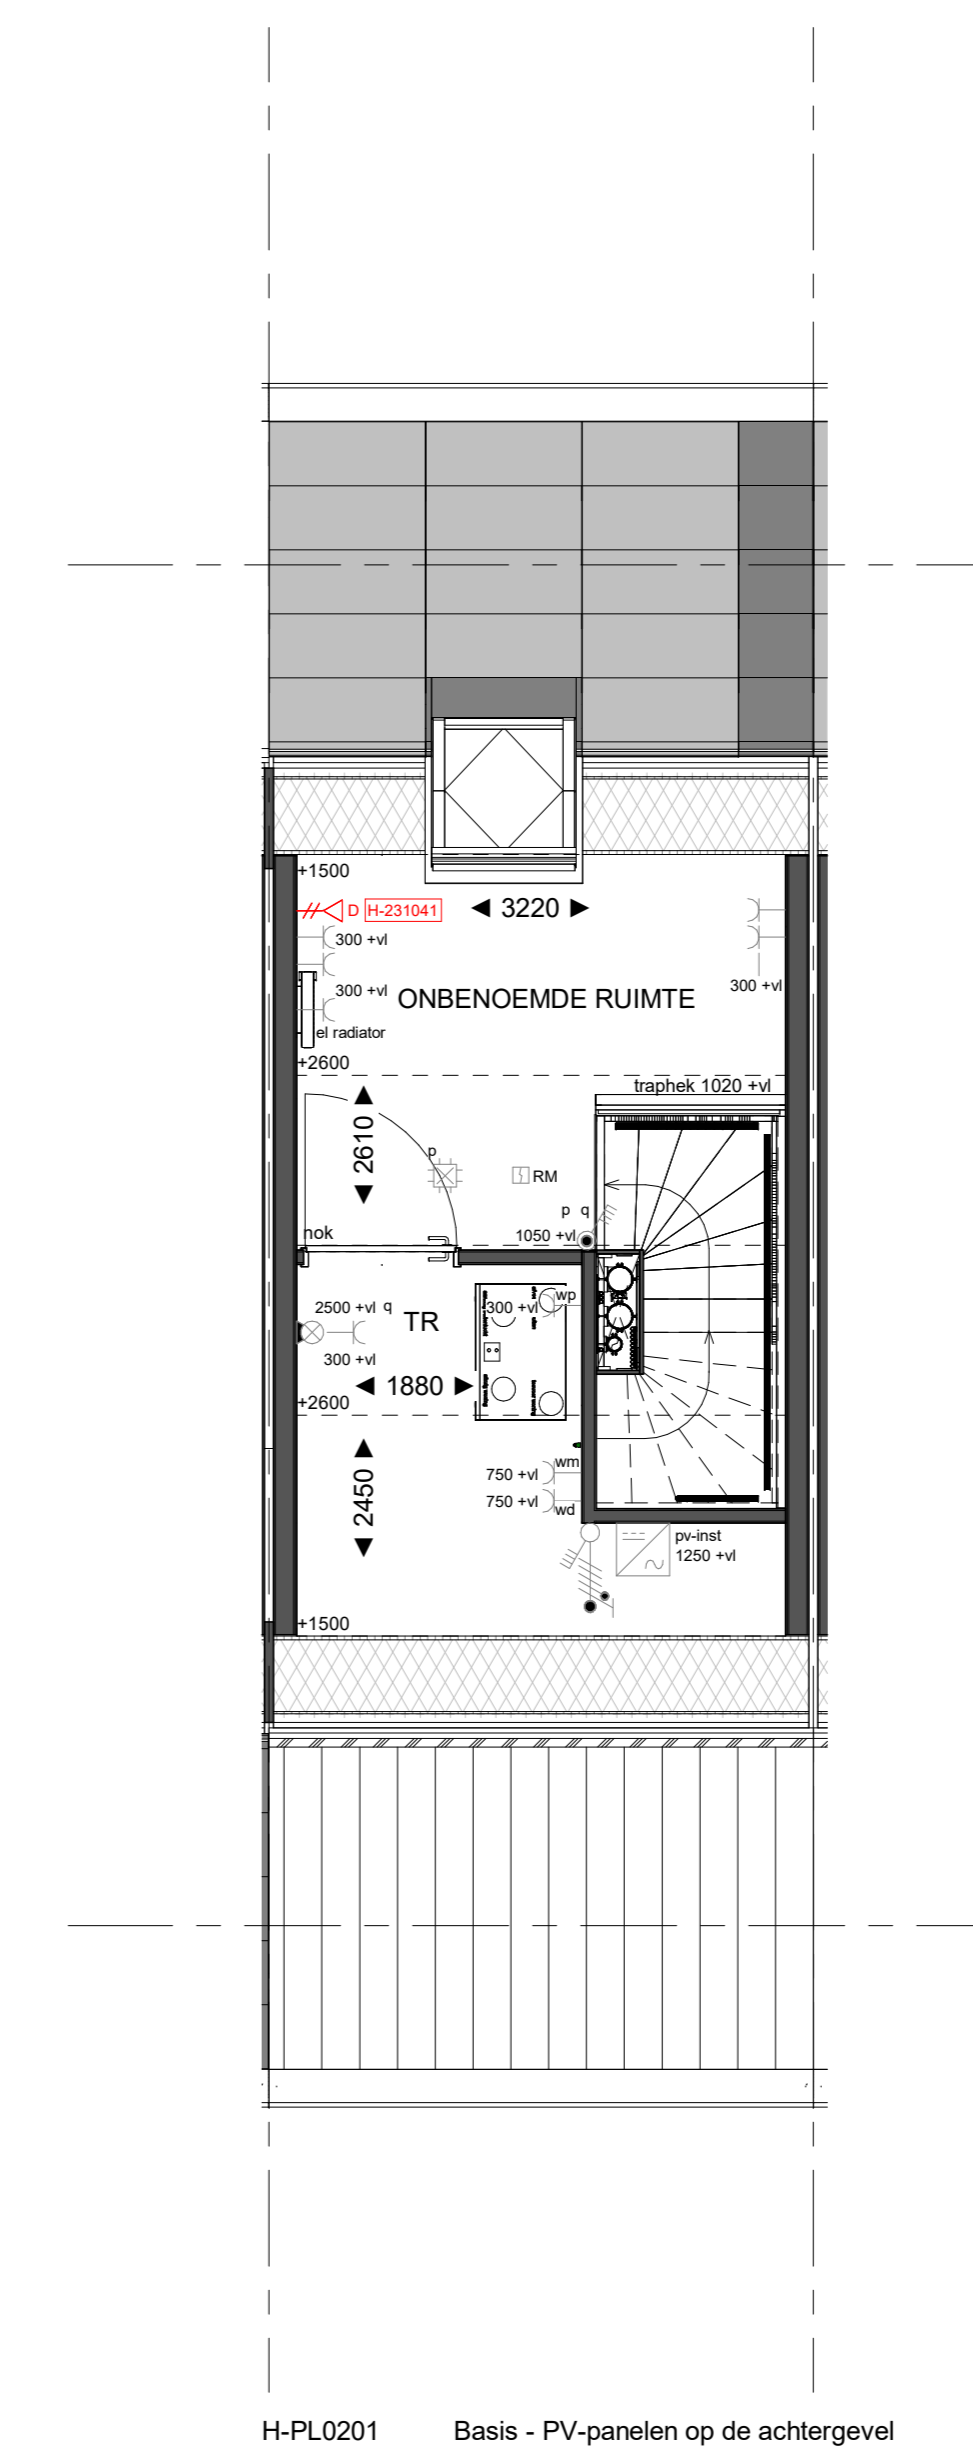 +1500
D H-231041
3220
300 +vl
300 +vl
300 +vl
ONBENOEMDE RUIMTE
el radiator
+2600
traphek 1020 +vl
2610
p
RM
p q
nok
1050 +vl
wp
2500 +vl q
TR
300 +vl
300 +vl
1880
+2600
2450
wm
750 +vl
750 +vl
wd
pv-inst
1250 +vl
+1500
H-PL0201 Basis - PV-panelen op de achtergevel